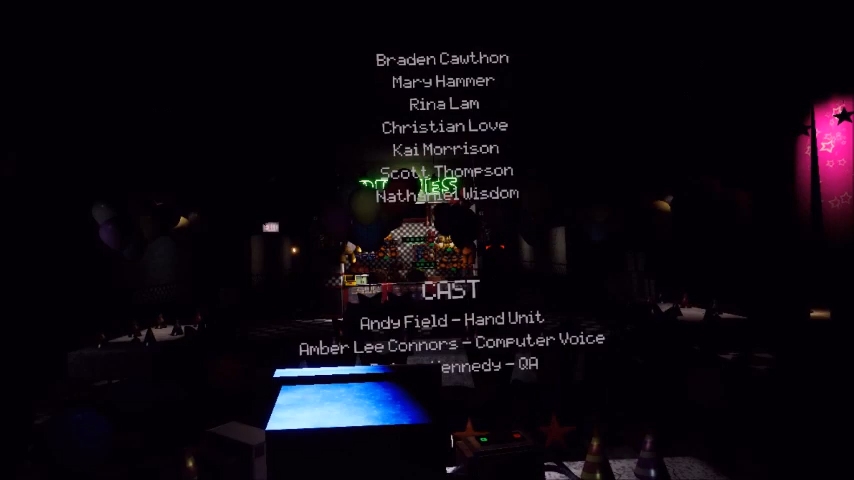 Braden Cawthon
Mary Hammer
Rina Lam
Christian Love
Kai Morrison
Scott Thompson
Nathaniel Wisdom
CAST
Andy Field - Hand Unit
Amber Lee Connors - Computer Voice
Kennedy - QA